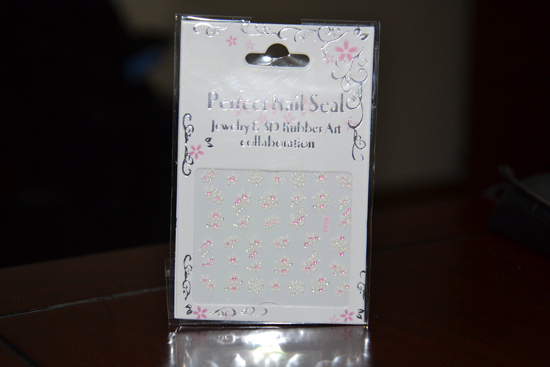 Perfect Nail Seal
Jewelry & 3D Rubber Art
collaboration